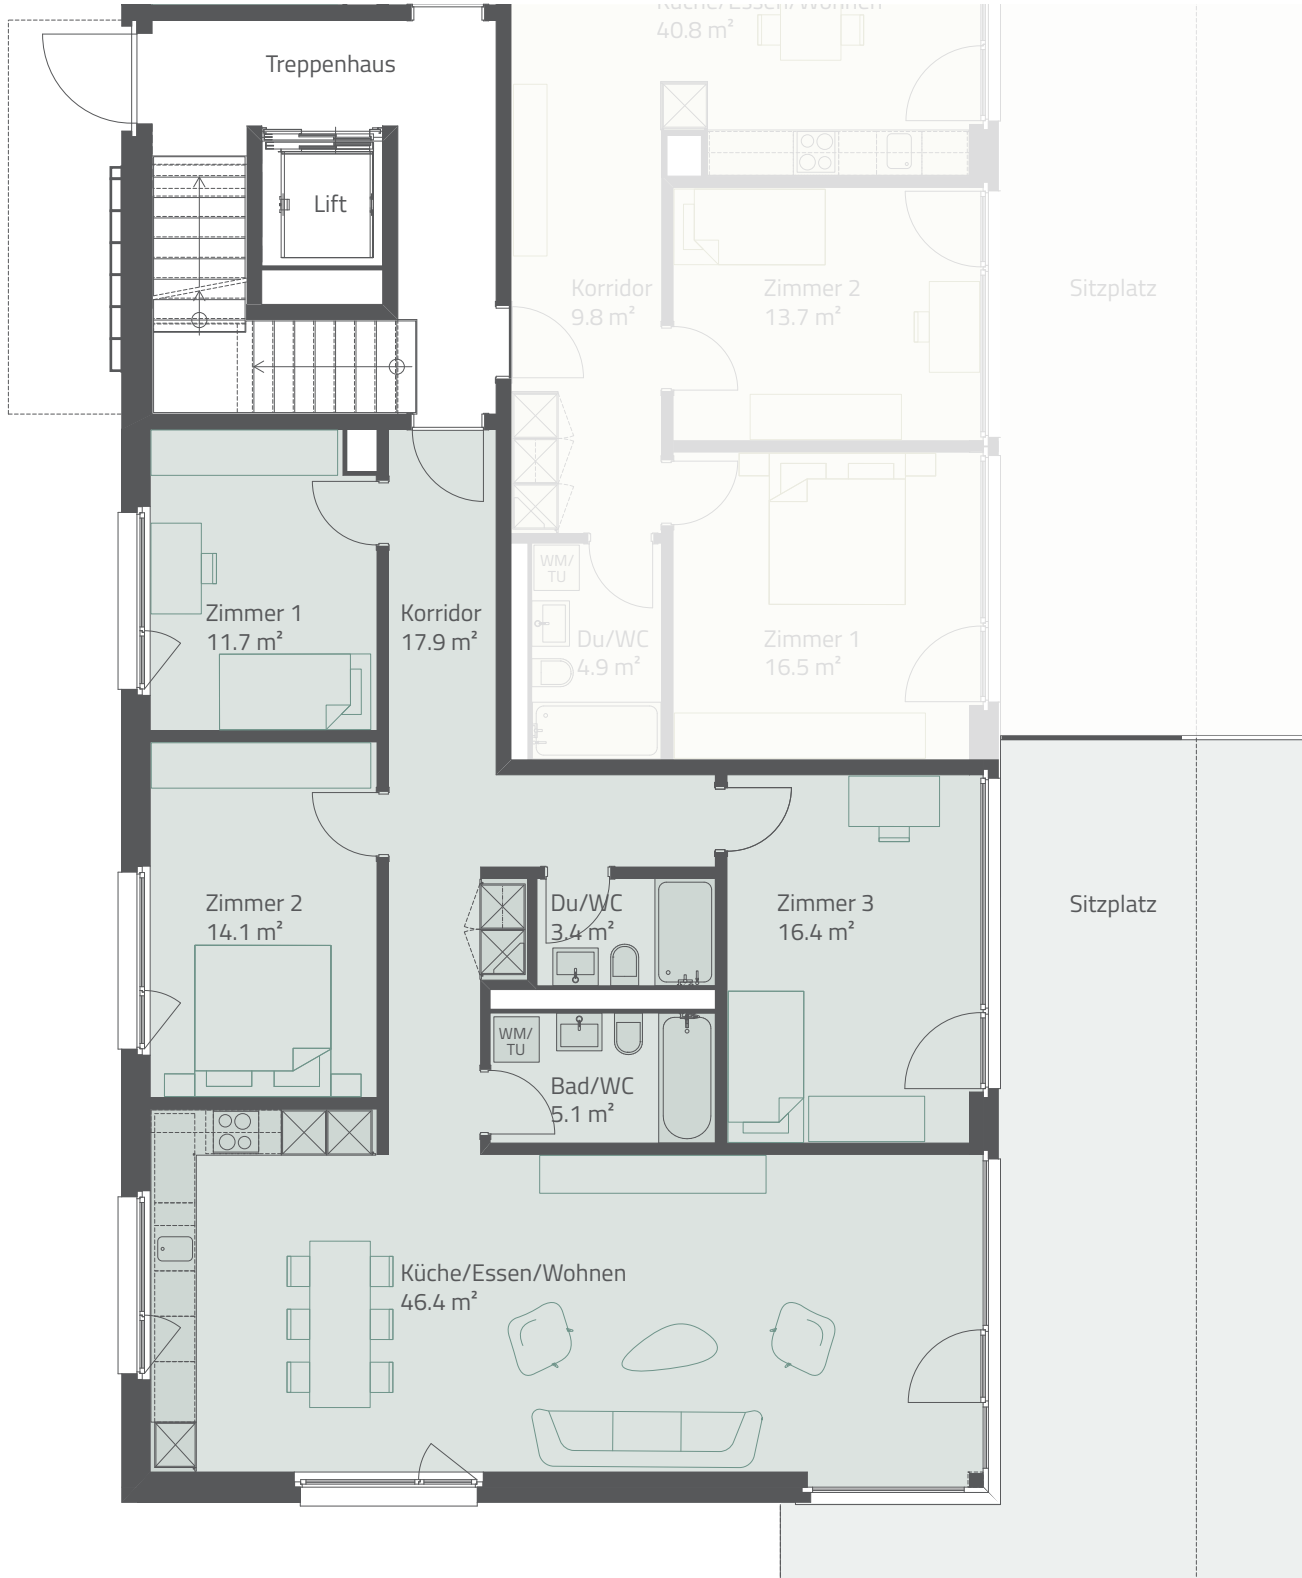 Küche/Essen/Wohnen
40.8 m²
Treppenhaus
Lift
Korridor
9.8 m²
Zimmer 2
13.7 m²
Sitzplatz
WM/
TU
Du/WC
4.9 m²
Zimmer 1
16.5 m²
Zimmer 1
11.7 m²
Korridor
17.9 m²
Zimmer 2
14.1 m²
Du/WC
3.4 m²
Zimmer 3
16.4 m²
Sitzplatz
WM/
TU
Bad/WC
5.1 m²
Küche/Essen/Wohnen
46.4 m²